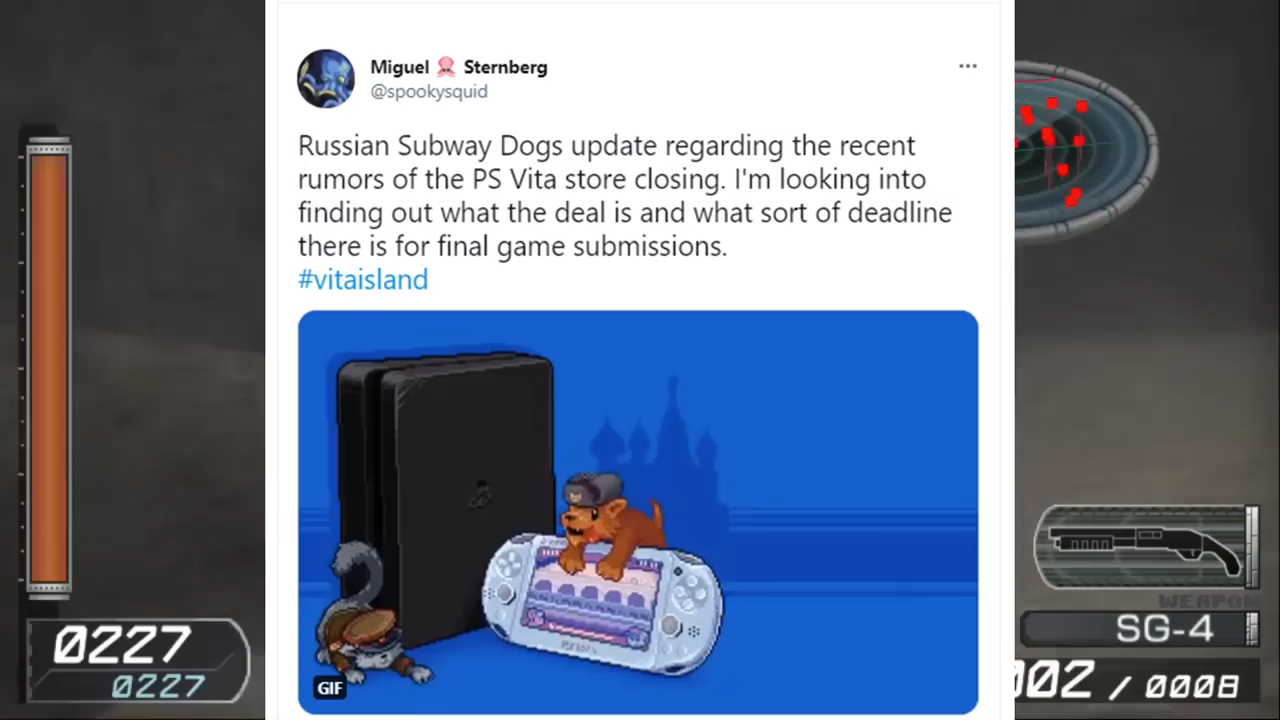 Miguel Sternberg
@spookysquid
Russian Subway Dogs update regarding the recent
rumors of the PS Vita store closing. I'm looking into
finding out what the deal is and what sort of deadline
there is for final game submissions.
#vitaisland
GIF
0227
0227
WEAPON
SG-4
002 / 0008